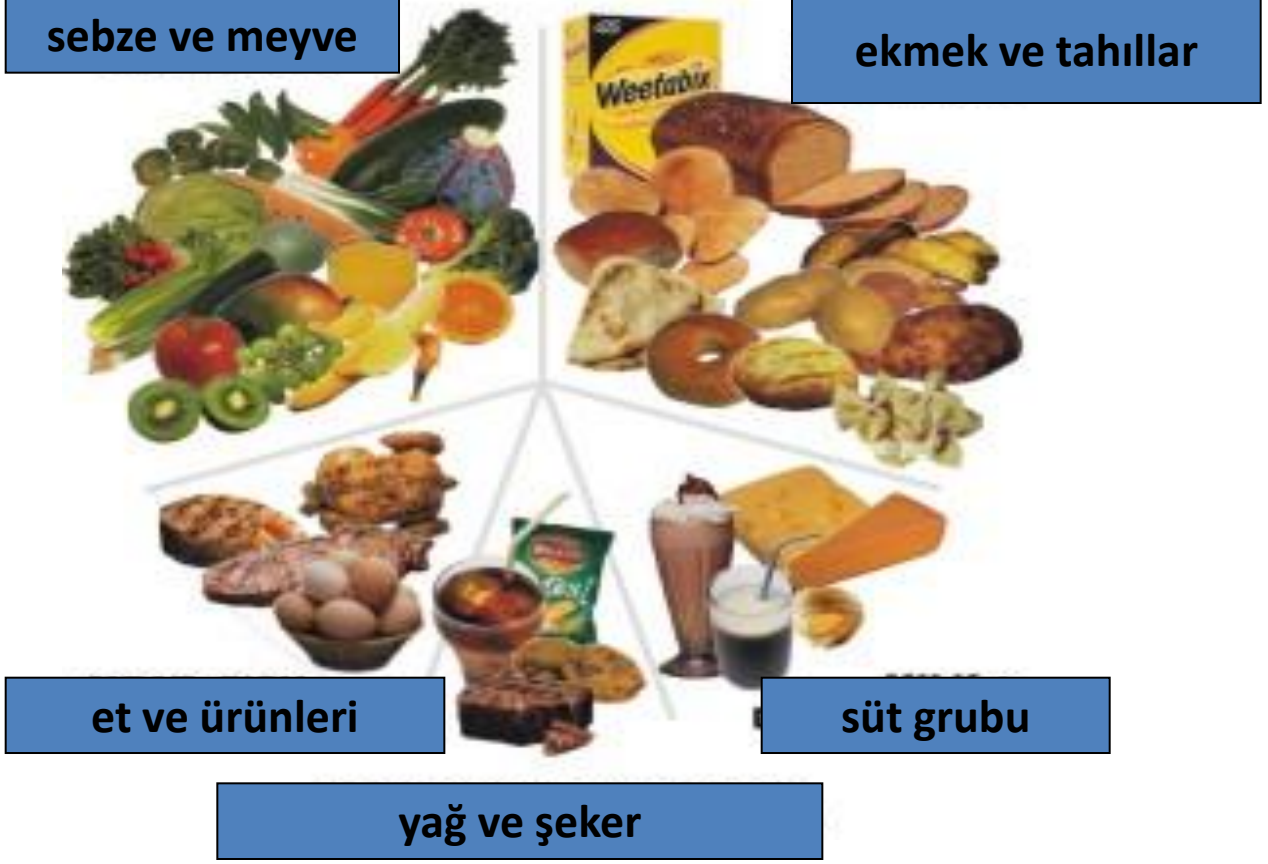 sebze ve meyve
ekmek ve tahıllar
Weetabix
et ve ürünleri
süt grubu
yağ ve şeker